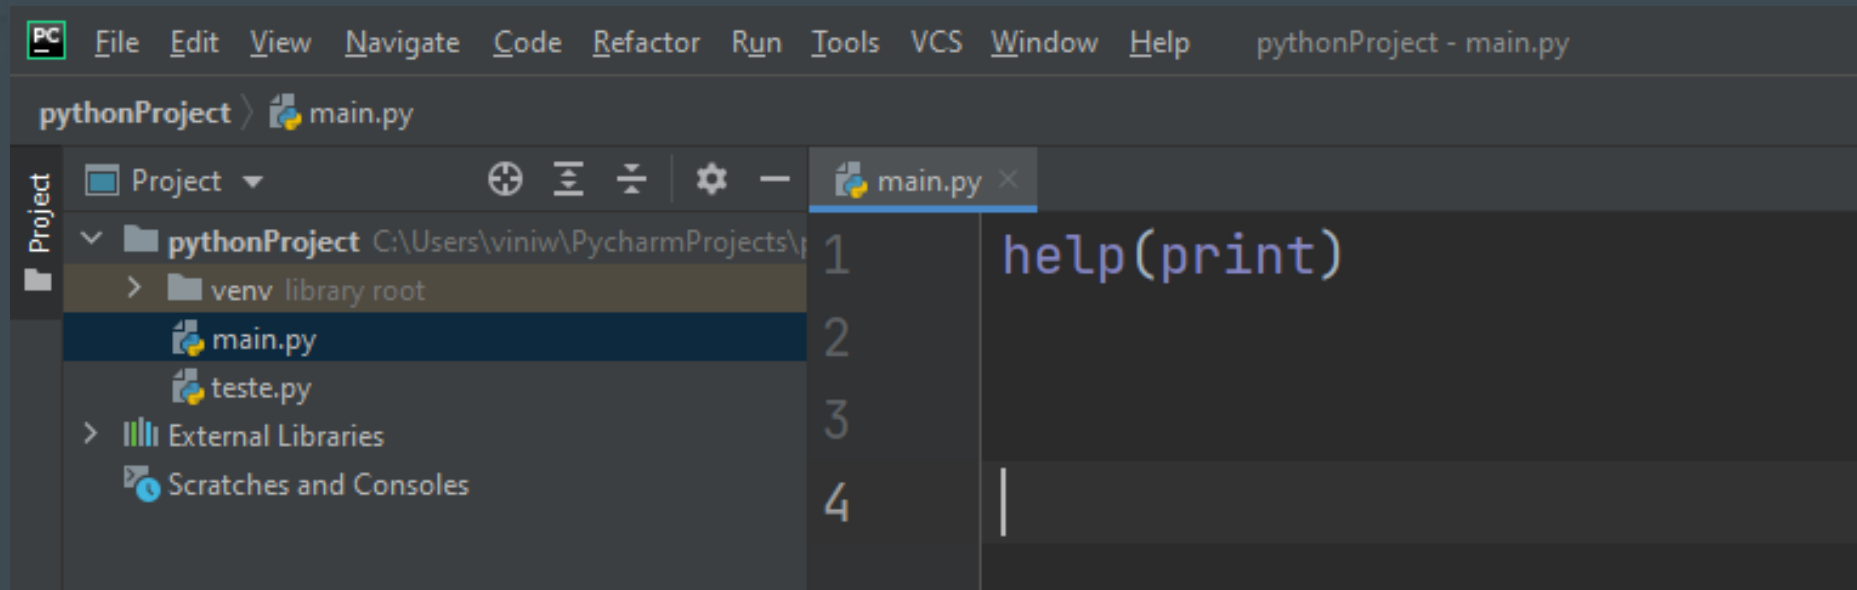 PC File Edit View Navigate Code Refactor Run Tools VCS Window Help pythonProject - main.py
pythonProject main.py
Project
Project
main.py
pythonProject C:\Users\viniw\PycharmProjects\
venv library root
main.py
teste.py
External Libraries
Scratches and Consoles
1 help(print)
2
3
4